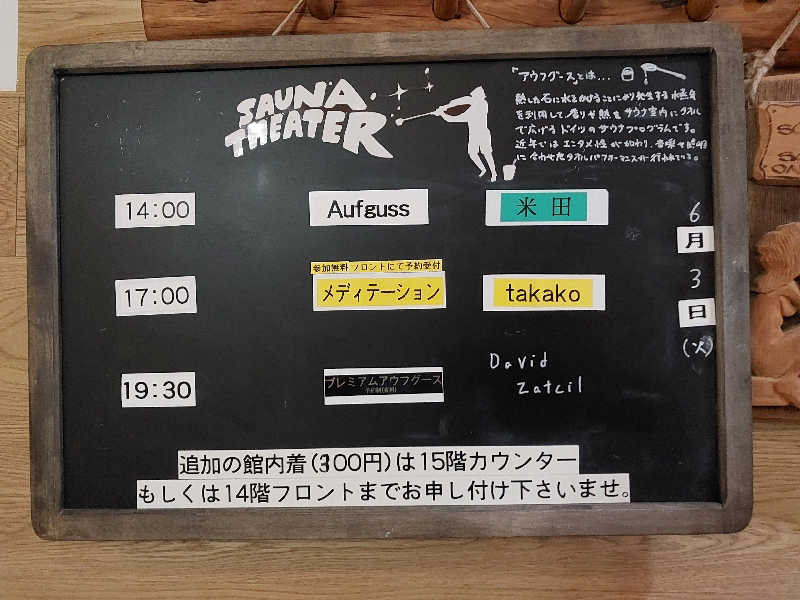 SAUNA
THEATER
「アウフグース」とは...
熱した石に水をかけることにより発生する水蒸気
を利用して香りや熱をサウナ室内にタオル
で広げるドイツのサウナプログラムです。
近年ではエンタメ性が加わり、音楽や照明
に合わせたタオルパフォーマンスが行われている。
6
月
3
日
(火)
14:00 Aufguss 米田
参加無料 フロントにて予約受付
17:00 メディテーション takako
19:30 プレミアムアウフグース David
Zatcil
追加の館内着(300円)は15階カウンター
もしくは14階フロントまでお申し付け下さいませ。